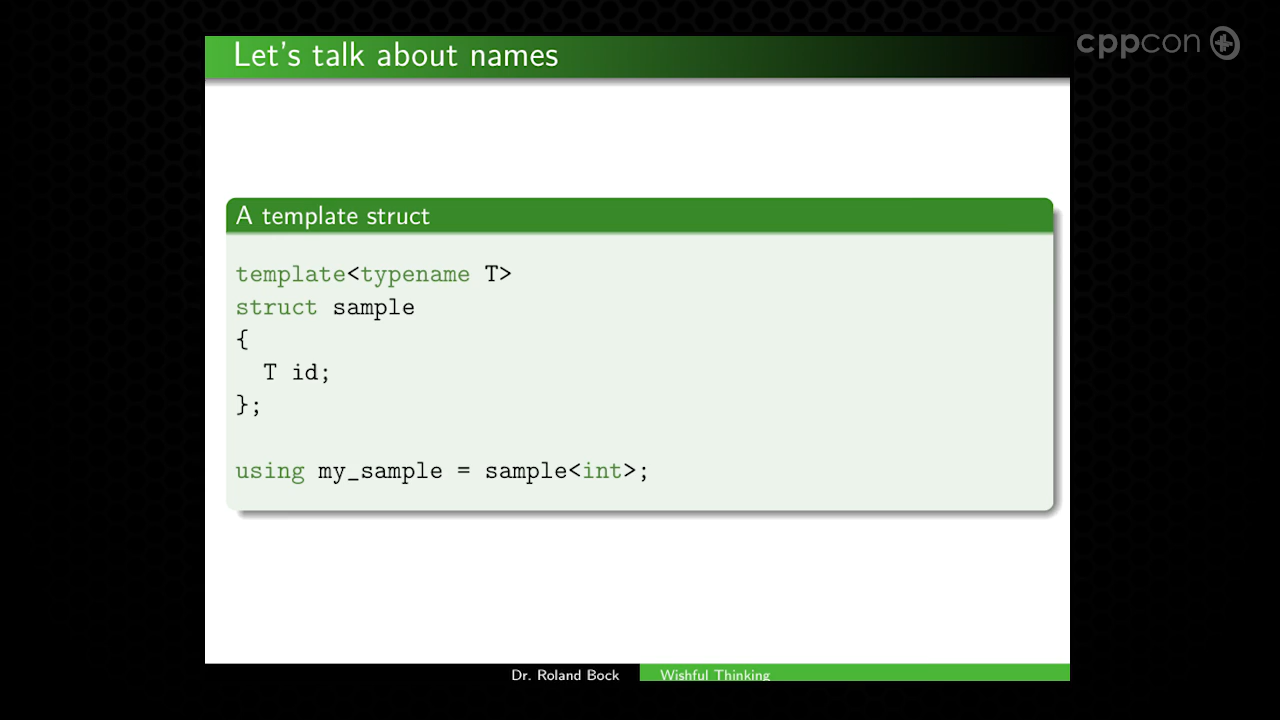 Let's talk about names
cppcon
A template struct
template<typename T>
struct sample
{
  T id;
};
using my_sample = sample<int>;
Dr. Roland Bock
Wishful Thinking